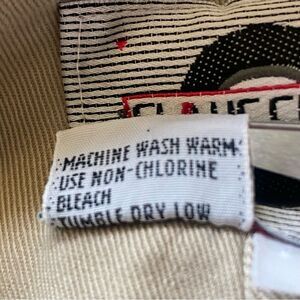 MACHINE WASH WARM
USE NON-CHLORINE
BLEACH
TUMBLE DRY LOW